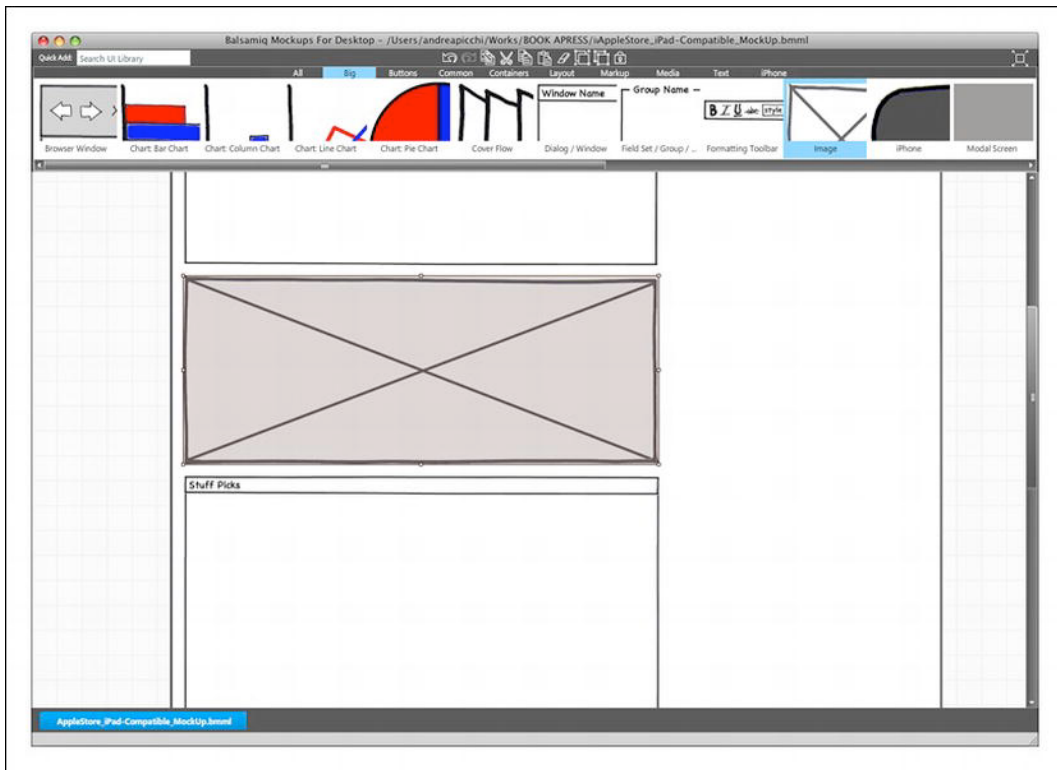 Balsamiq Mockups For Desktop - /Users/andreapicchi/Works/BOOK APRESS/iAppleStore_iPad-Compatible_MockUp.bmml
Quick Add: Search UI Library
All Big Buttons Common Containers Layout Markup Media Text iPhone
Window Name
Group Name
B I U abc style
Browser Window Chart: Bar Chart Chart: Column Chart Chart: Line Chart Chart: Pie Chart Cover Flow Dialog / Window Field Set / Group / ... Formatting Toolbar Image iPhone Modal Screen
Stuff Picks
AppleStore_iPad-Compatible_MockUp.bmml